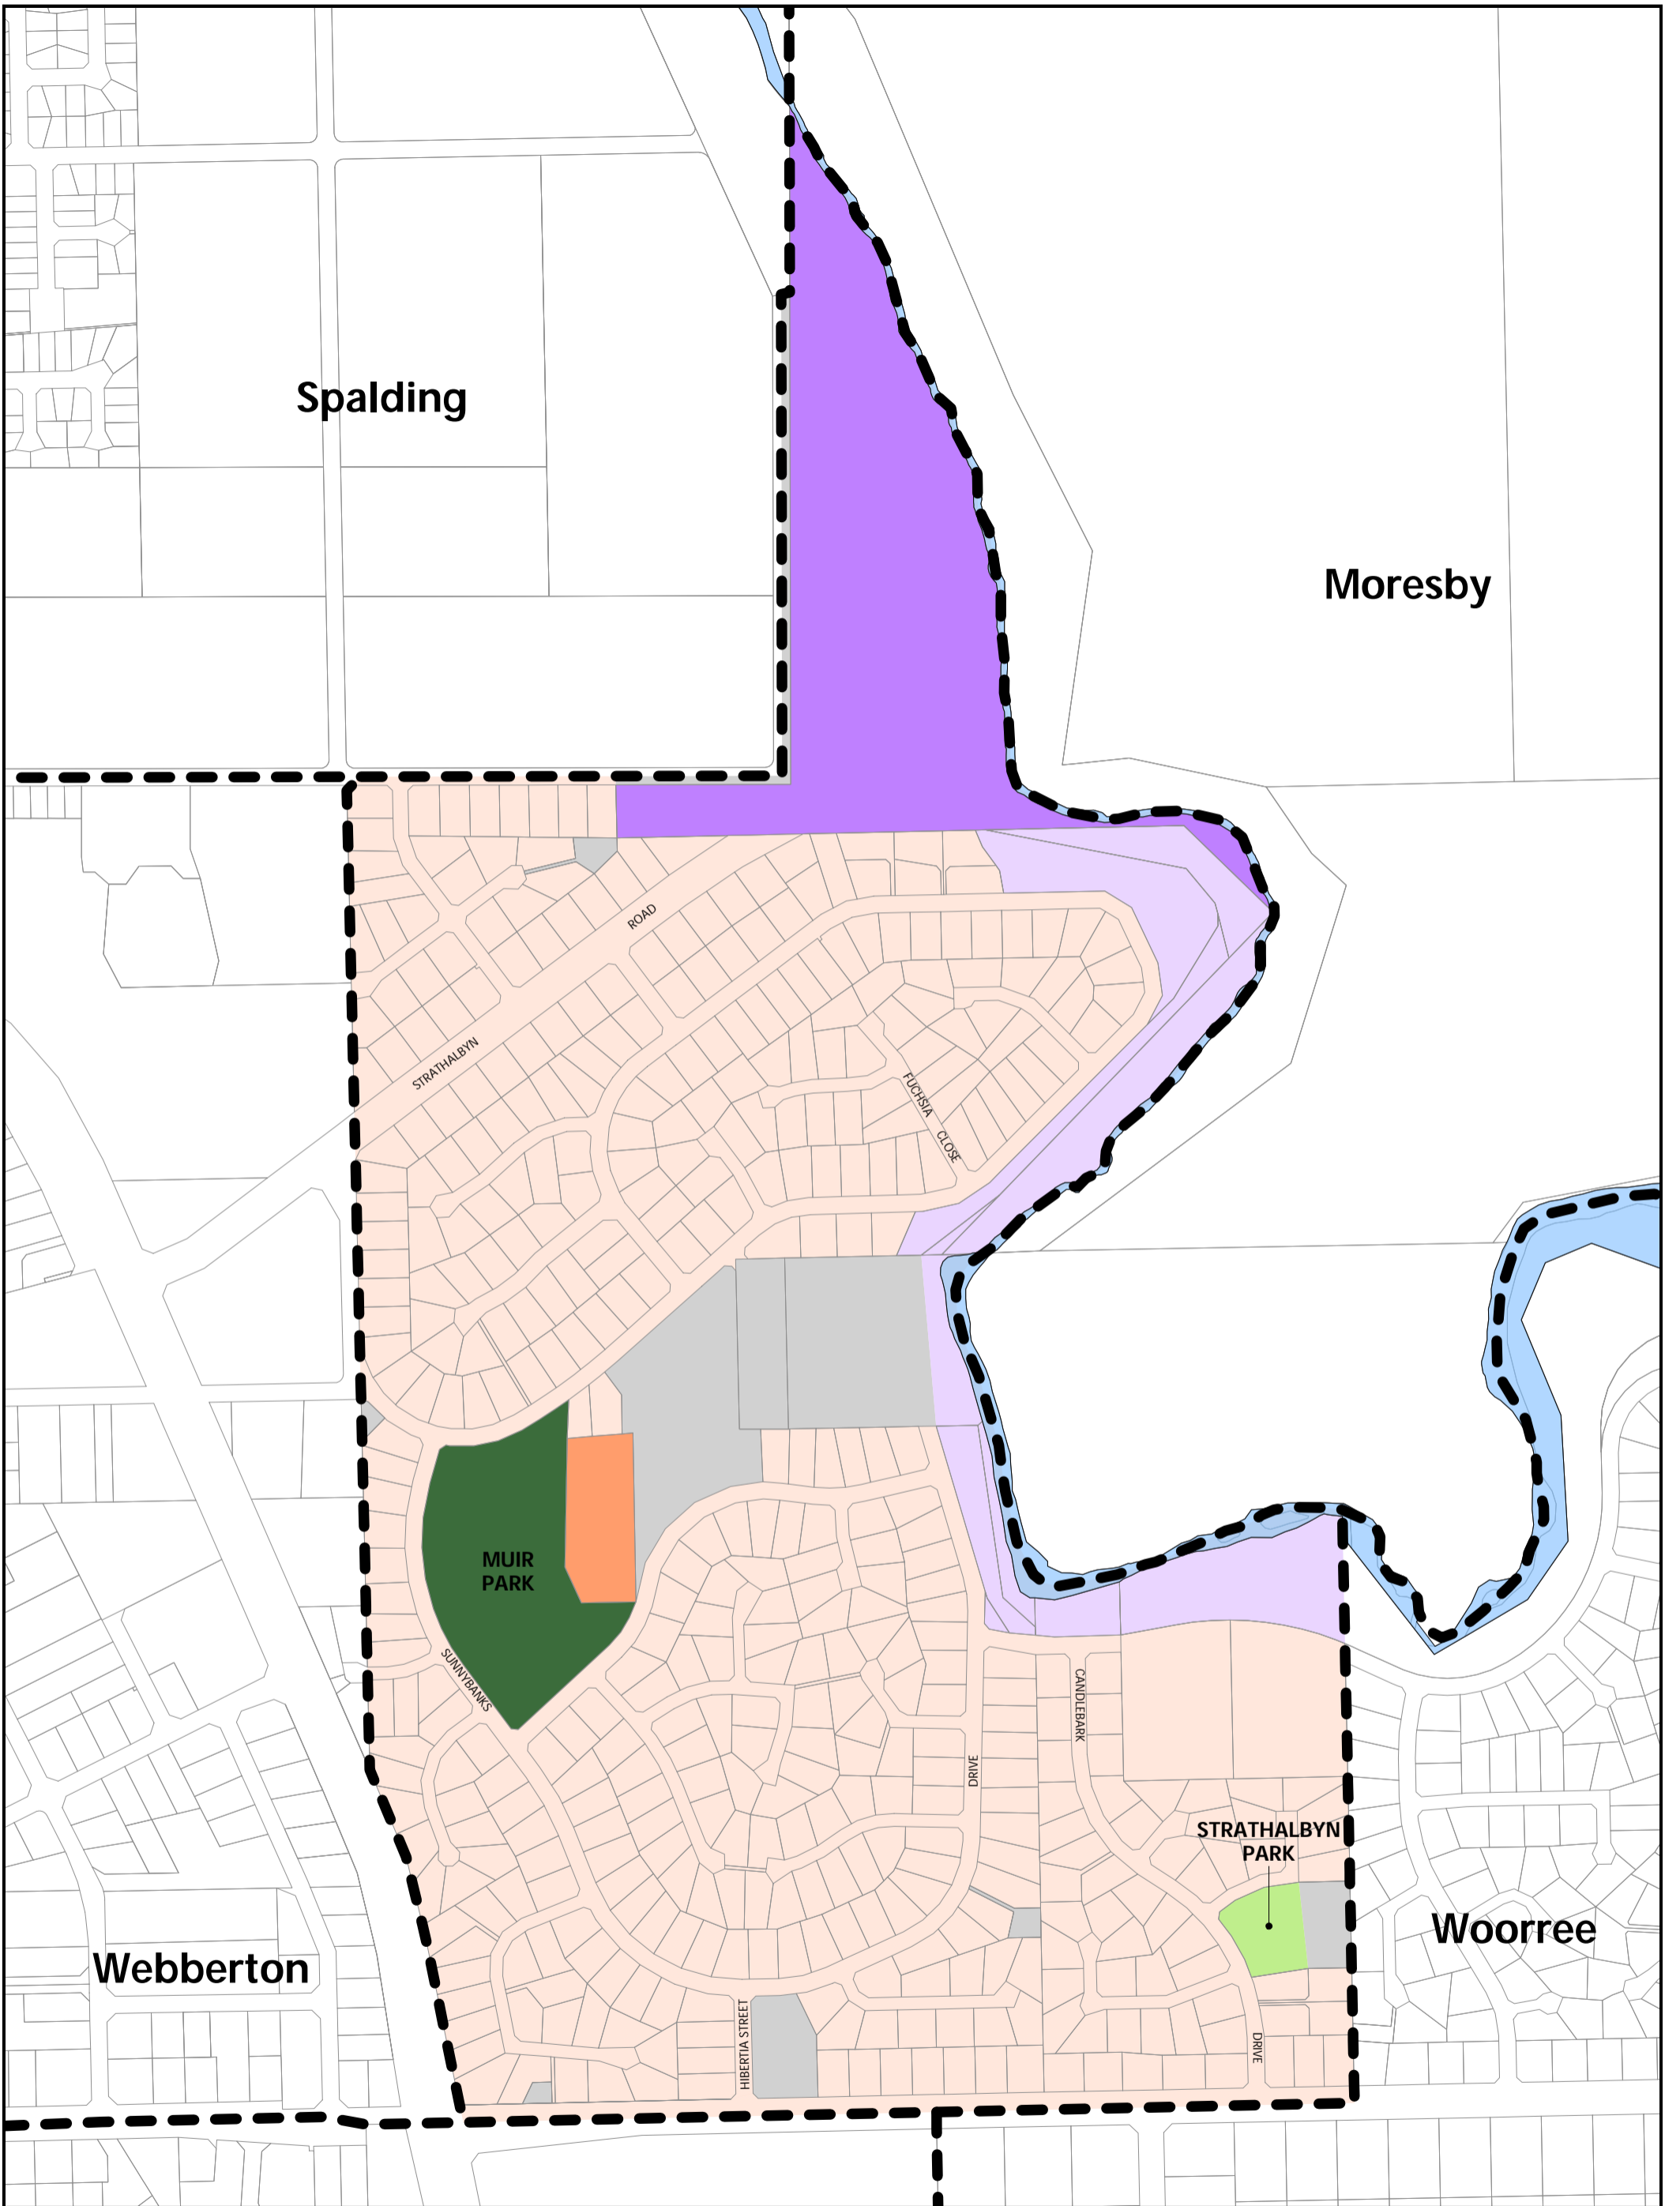 Spalding
Moresby
ROAD
STRATHALBYN
FUCHSIA CLOSE
MUIR
PARK
SUNNYBANKS
CANDLEBARK
DRIVE
STRATHALBYN
PARK
Webberton
Woorree
HIBERTIA STREET
DRIVE